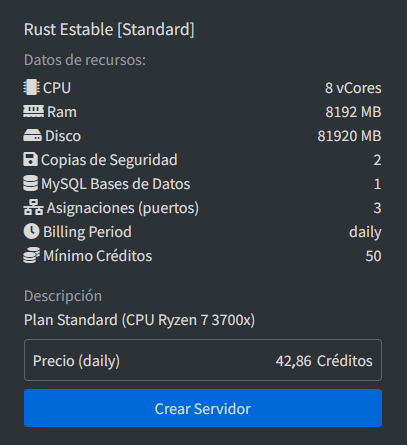 Rust Estable [Standard]
Datos de recursos:
CPU 8 vCores
Ram 8192 MB
Disco 81920 MB
Copias de Seguridad 2
MySQL Bases de Datos 1
Asignaciones (puertos) 3
Billing Period daily
Mínimo Créditos 50
Descripción
Plan Standard (CPU Ryzen 7 3700x)
Precio (daily) 42,86 Créditos
Crear Servidor